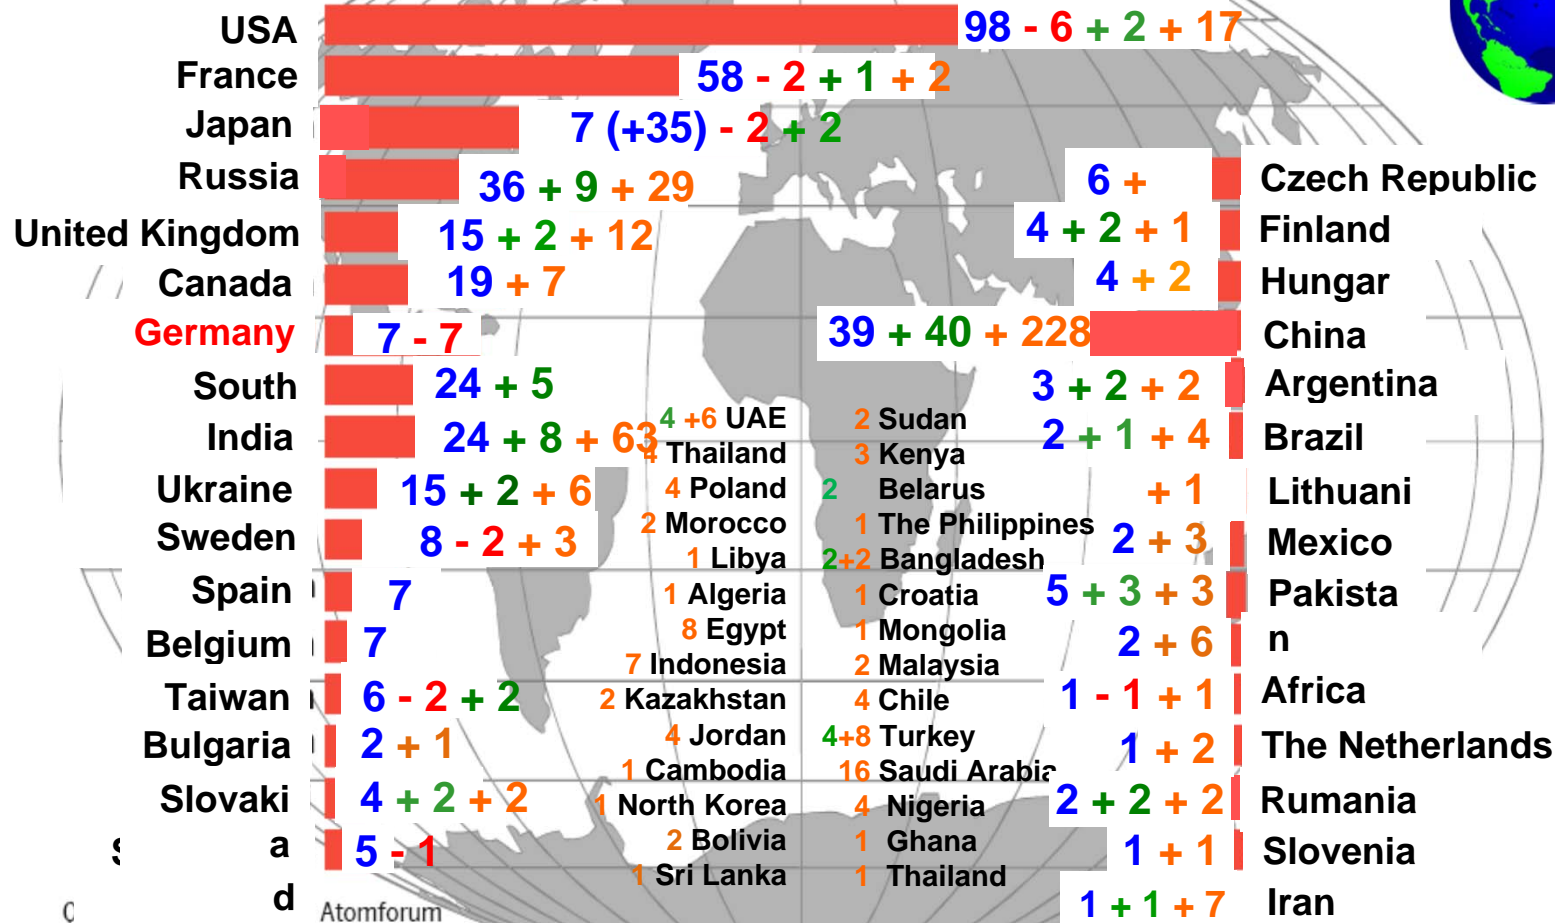 USA 98 - 6 + 2 + 17
France 58 - 2 + 1 + 2
Japan 7 (+35) - 2 + 2
Russia 36 + 9 + 29
United Kingdom 15 + 2 + 12
Canada 19 + 7
Germany 7 - 7
South 24 + 5
India 24 + 8 + 63
Ukraine 15 + 2 + 6
Sweden 8 - 2 + 3
Spain 7
Belgium 7
Taiwan 6 - 2 + 2
Bulgaria 2 + 1
Slovaki 4 + 2 + 2
a 5 - 1
d
Atomforum
4 +6 UAE
4 Thailand
4 Poland
2 Morocco
1 Libya
1 Algeria
8 Egypt
7 Indonesia
2 Kazakhstan
4 Jordan
1 Cambodia
1 North Korea
2 Bolivia
1 Sri Lanka
2 Sudan
3 Kenya
2 Belarus
1 The Philippines
2+2 Bangladesh
1 Croatia
1 Mongolia
2 Malaysia
4 Chile
4+8 Turkey
16 Saudi Arabia
4 Nigeria
1 Ghana
1 Thailand
6 + Czech Republic
4 + 2 + 1 Finland
4 + 2 Hungar
39 + 40 + 228 China
3 + 2 + 2 Argentina
2 + 1 + 4 Brazil
+ 1 Lithuani
2 + 3 Mexico
5 + 3 + 3 Pakista
2 + 6 n
1 - 1 + 1 Africa
1 + 2 The Netherlands
2 + 2 + 2 Rumania
1 + 1 Slovenia
1 + 1 + 7 Iran